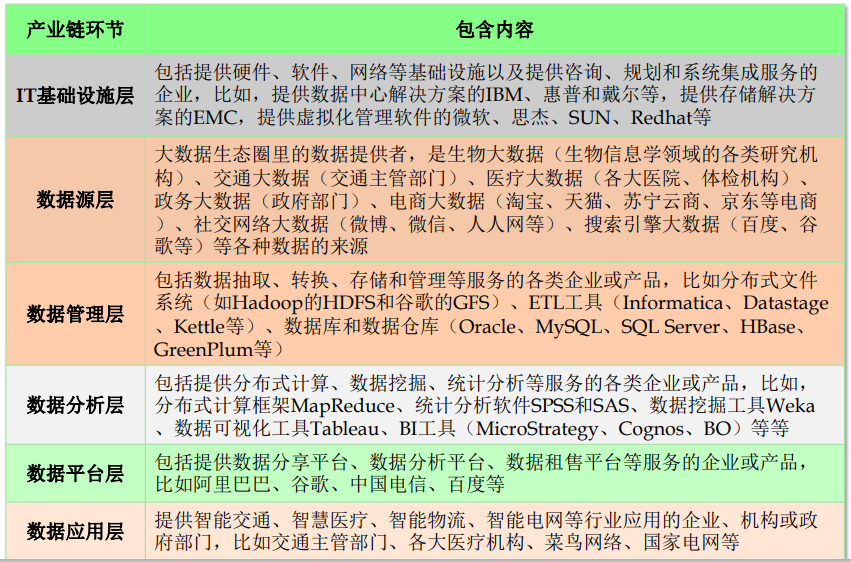 产业链环节
包含内容
IT基础设施层
包括提供硬件、软件、网络等基础设施以及提供咨询、规划和系统集成服务的
企业，比如，提供数据中心解决方案的IBM、惠普和戴尔等，提供存储解决方
案的EMC，提供虚拟化管理软件的微软、思杰、SUN、Redhat等
数据源层
大数据生态圈里的数据提供者，是生物大数据（生物信息学领域的各类研究机
构）、交通大数据（交通主管部门）、医疗大数据（各大医院、体检机构）、
政务大数据（政府部门）、电商大数据（淘宝、天猫、苏宁云商、京东等电商
）、社交网络大数据（微博、微信、人人网等）、搜索引擎大数据（百度、谷
歌等）等各种数据的来源
数据管理层
包括数据抽取、转换、存储和管理等服务的各类企业或产品，比如分布式文件
系统（如Hadoop的HDFS和谷歌的GFS）、ETL工具（Informatica、Datastage
、Kettle等）、数据库和数据仓库（Oracle、MySQL、SQL Server、HBase、
GreenPlum等）
数据分析层
包括提供分布式计算、数据挖掘、统计分析等服务的各类企业或产品，比如，
分布式计算框架MapReduce、统计分析软件SPSS和SAS、数据挖掘工具Weka
、数据可视化工具Tableau、BI工具（MicroStrategy、Cognos、BO）等等
数据平台层
包括提供数据分享平台、数据分析平台、数据租售平台等服务的企业或产品，
比如阿里巴巴、谷歌、中国电信、百度等
数据应用层
提供智能交通、智慧医疗、智能物流、智能电网等行业应用的企业、机构或政
府部门，比如交通主管部门、各大医疗机构、菜鸟网络、国家电网等